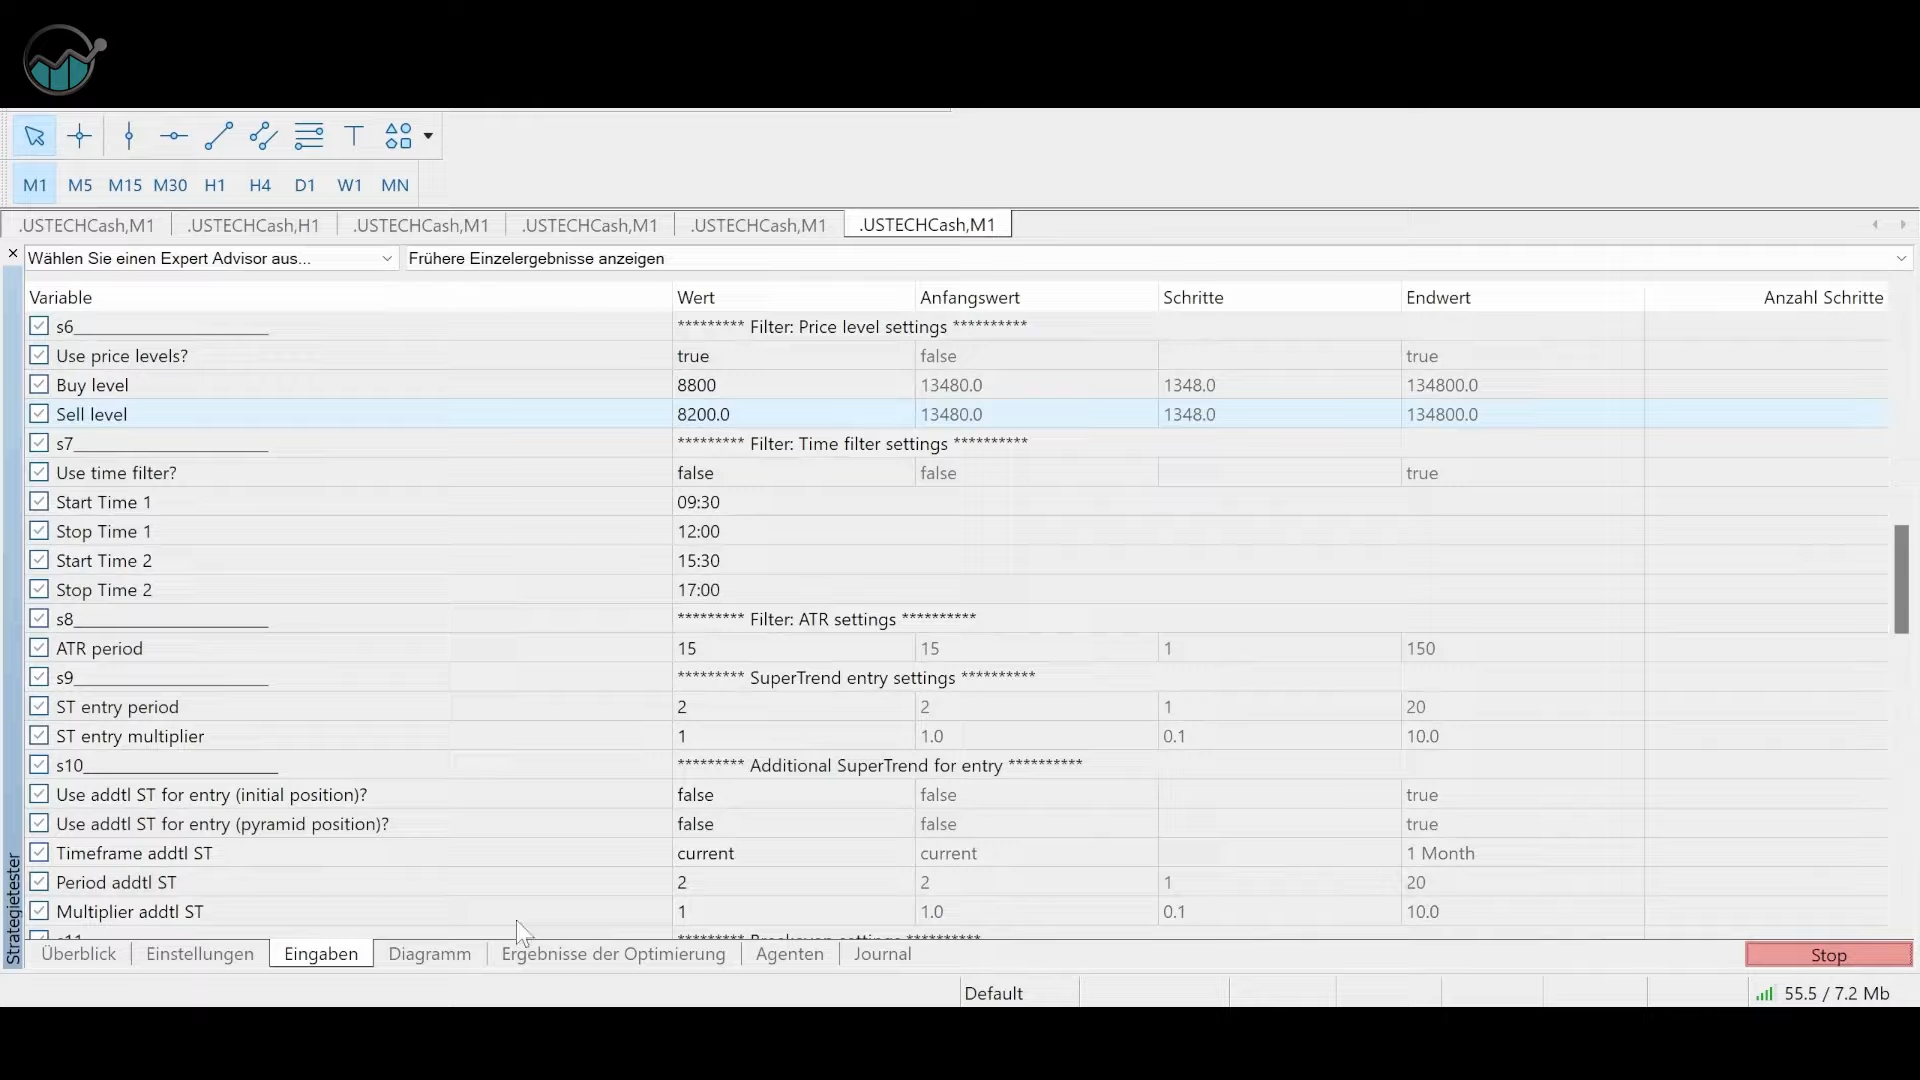 M1 M5 M15 M30 H1 H4 D1 W1 MN
.USTECHCash,M1 .USTECHCash,H1 .USTECHCash,M1 .USTECHCash,M1 .USTECHCash,M1 .USTECHCash,M1
Wählen Sie einen Expert Advisor aus... Frühere Einzelergebnisse anzeigen
Variable Wert Anfangswert Schritte Endwert Anzahl Schritte
s6____________________ ********* Filter: Price level settings **********
Use price levels? true false true
Buy level 8800 13480.0 1348.0 134800.0
Sell level 8200.0 13480.0 1348.0 134800.0
s7____________________ ********* Filter: Time filter settings **********
Use time filter? false false true
Start Time 1 09:30
Stop Time 1 12:00
Start Time 2 15:30
Stop Time 2 17:00
s8____________________ ********* Filter: ATR settings **********
ATR period 15 15 1 150
s9____________________ ********* SuperTrend entry settings **********
ST entry period 2 2 1 20
ST entry multiplier 1 1.0 0.1 10.0
s10____________________ ********* Additional SuperTrend for entry **********
Use addtl ST for entry (initial position)? false false true
Use addtl ST for entry (pyramid position)? false false true
Timeframe addtl ST current current 1 Month
Period addtl ST 2 2 1 20
Multiplier addtl ST 1 1.0 0.1 10.0
Strategietester
Überblick Einstellungen Eingaben Diagramm Ergebnisse der Optimierung Agenten Journal Stop
Default 55.5 / 7.2 Mb